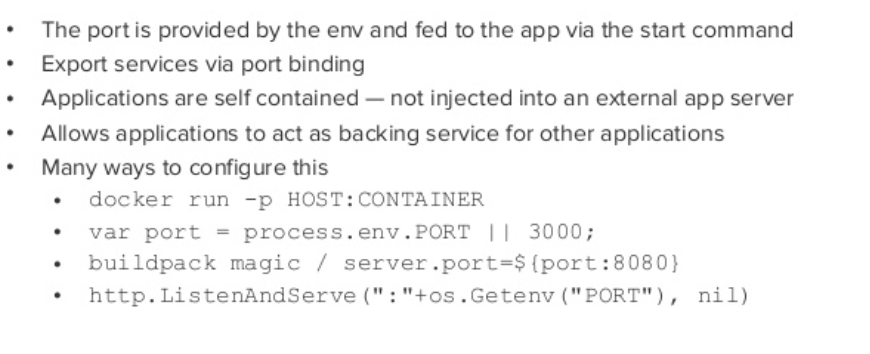 • The port is provided by the env and fed to the app via the start command
• Export services via port binding
• Applications are self contained — not injected into an external app server
• Allows applications to act as backing service for other applications
• Many ways to configure this
• docker run -p HOST:CONTAINER
• var port = process.env.PORT || 3000;
• buildpack magic / server.port=${port:8080}
• http.ListenAndServe(":"+os.Getenv("PORT"), nil)